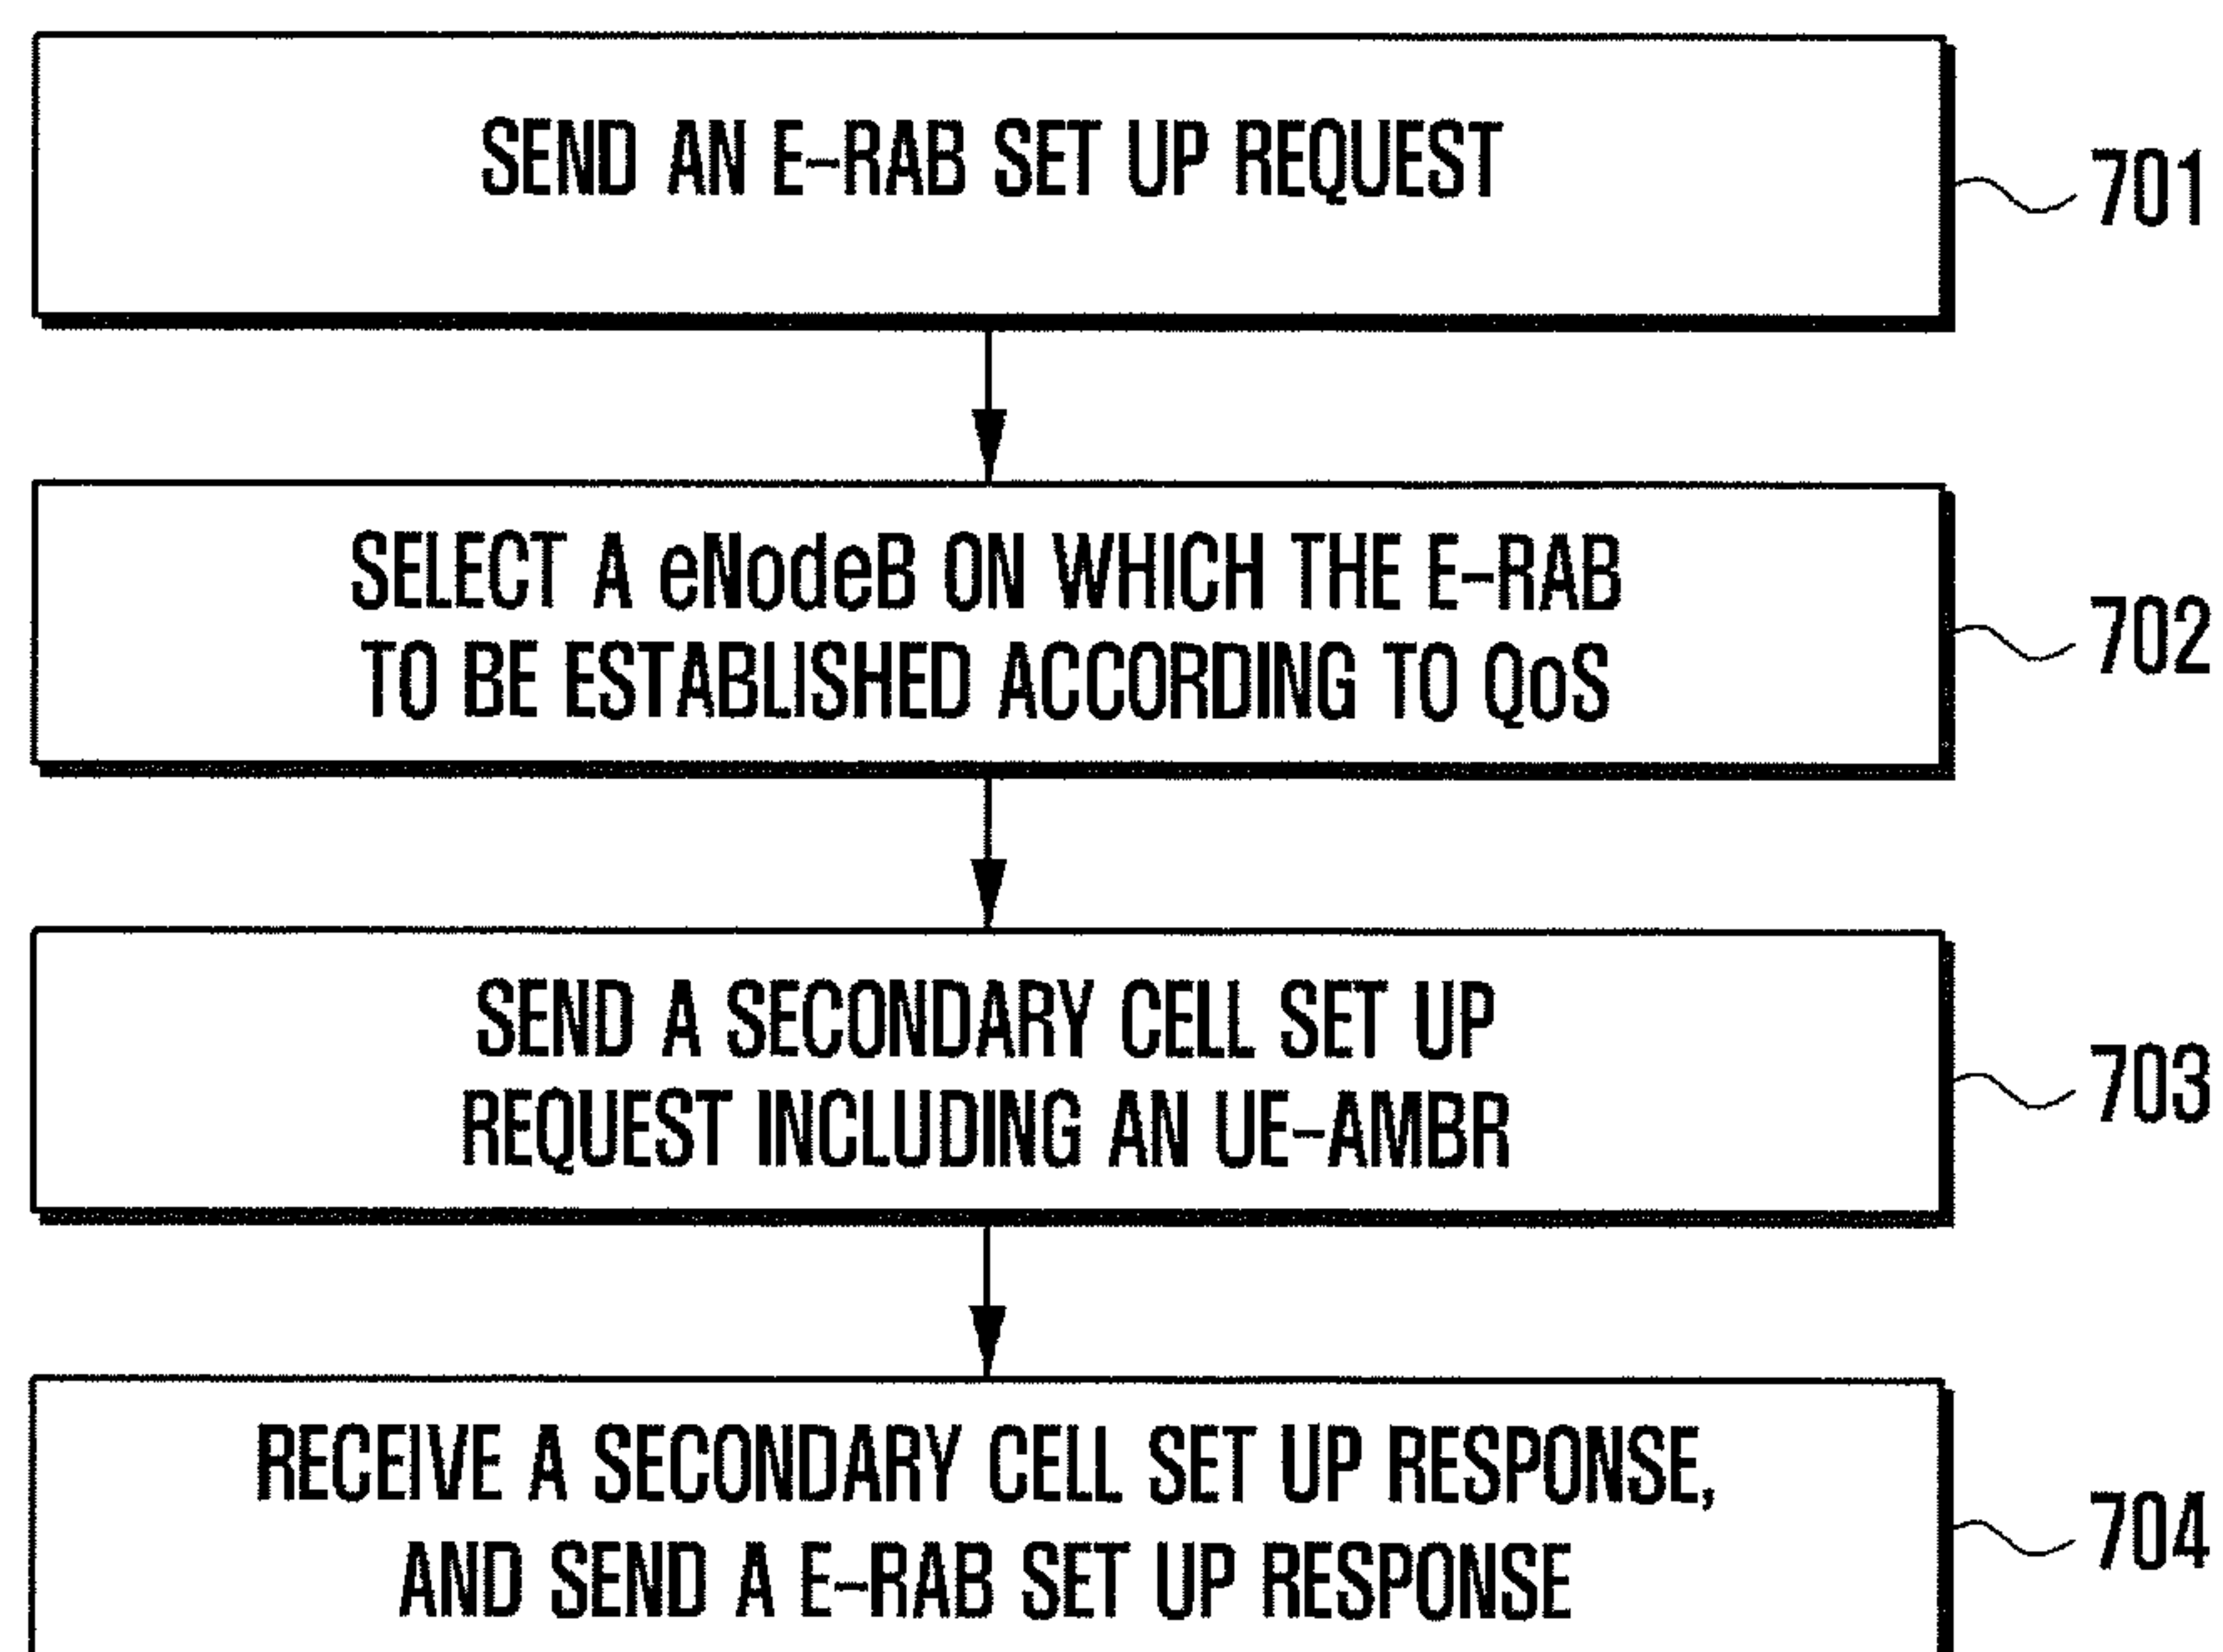 SEND AN E-RAB SET UP REQUEST
701
SELECT A eNodeB ON WHICH THE E-RAB
TO BE ESTABLISHED ACCORDING TO QoS
702
SEND A SECONDARY CELL SET UP
REQUEST INCLUDING AN UE-AMBR
703
RECEIVE A SECONDARY CELL SET UP RESPONSE,
AND SEND A E-RAB SET UP RESPONSE
704